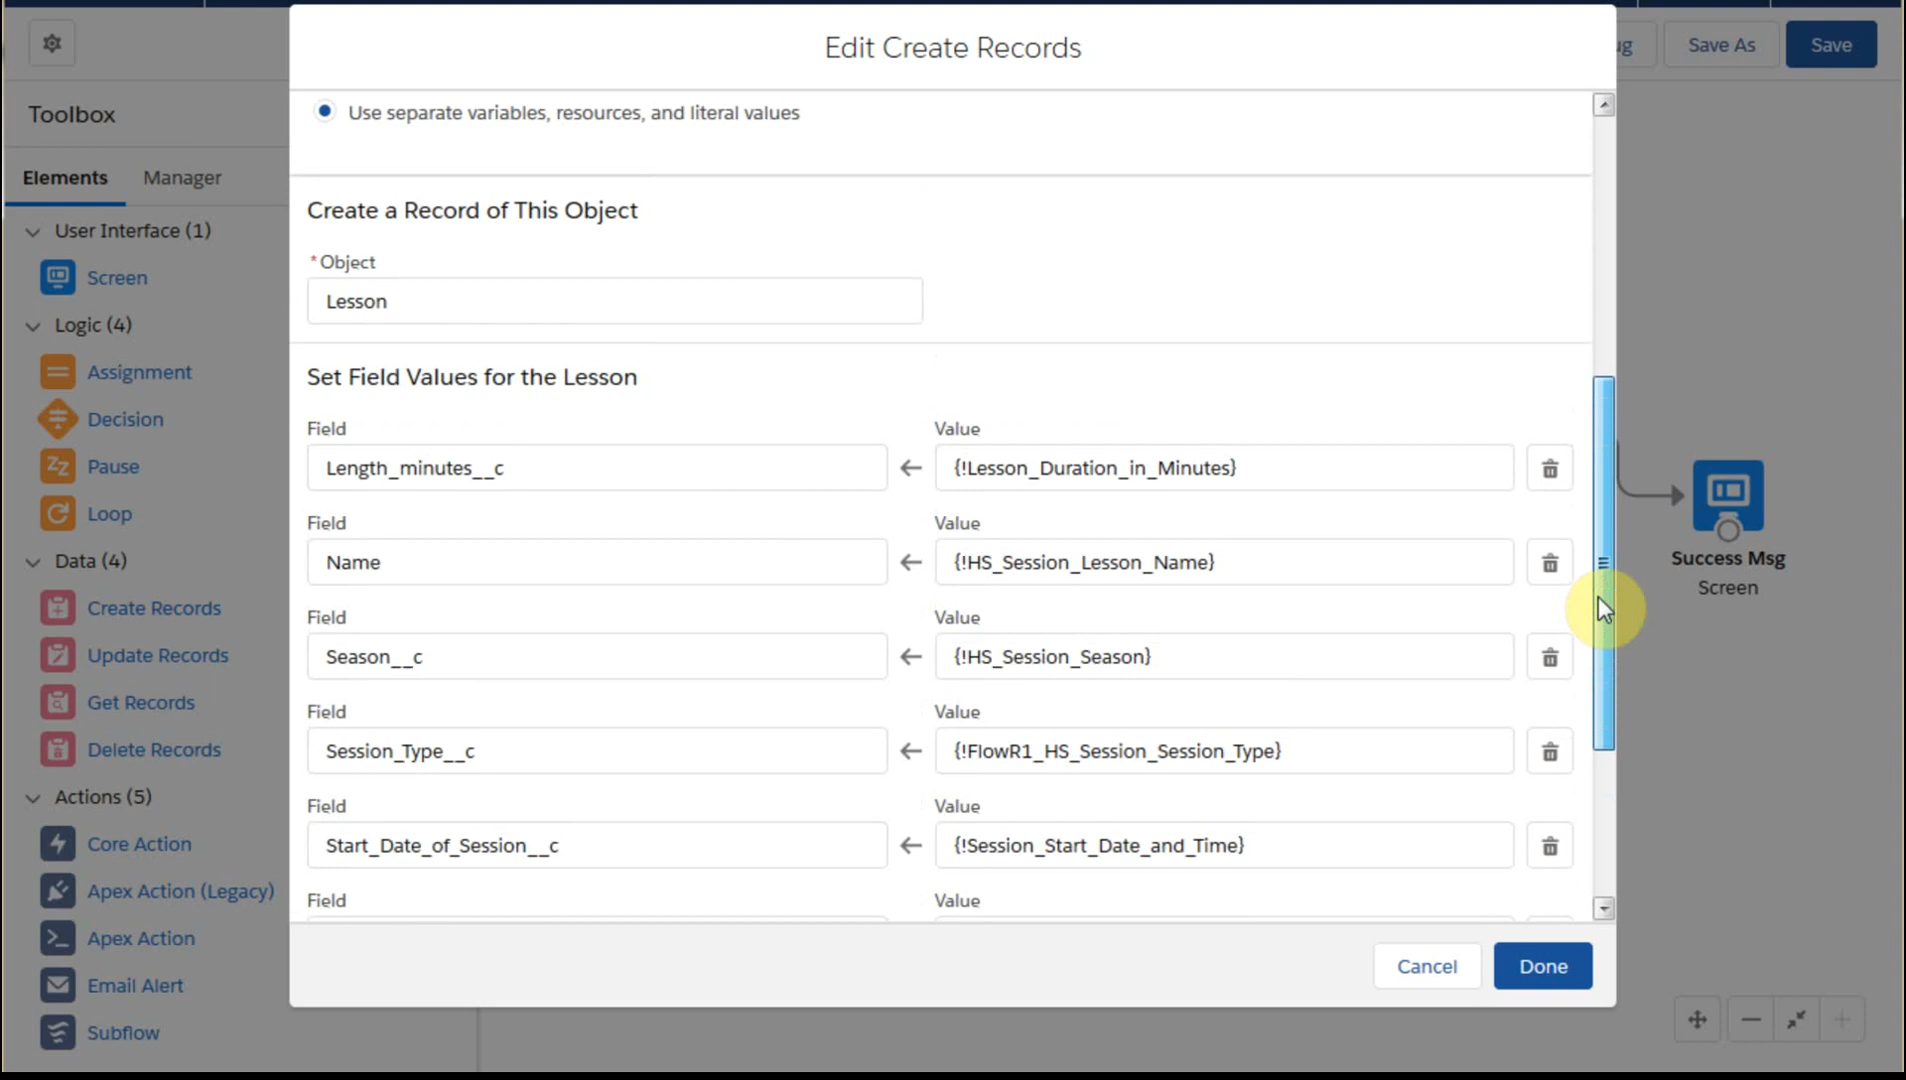 Edit Create Records
ug
Save As
Save
Toolbox
Elements
Manager
User Interface (1)
Screen
Logic (4)
Assignment
Decision
Pause
Loop
Data (4)
Create Records
Update Records
Get Records
Delete Records
Actions (5)
Core Action
Apex Action (Legacy)
Apex Action
Email Alert
Subflow
Use separate variables, resources, and literal values
Create a Record of This Object
* Object
Lesson
Set Field Values for the Lesson
Field
Value
Length_minutes__c
{!Lesson_Duration_in_Minutes}
Field
Value
Name
{!HS_Session_Lesson_Name}
Field
Value
Season__c
{!HS_Session_Season}
Field
Value
Session_Type__c
{!FlowR1_HS_Session_Session_Type}
Field
Value
Start_Date_of_Session__c
{!Session_Start_Date_and_Time}
Field
Value
Cancel
Done
Success Msg
Screen